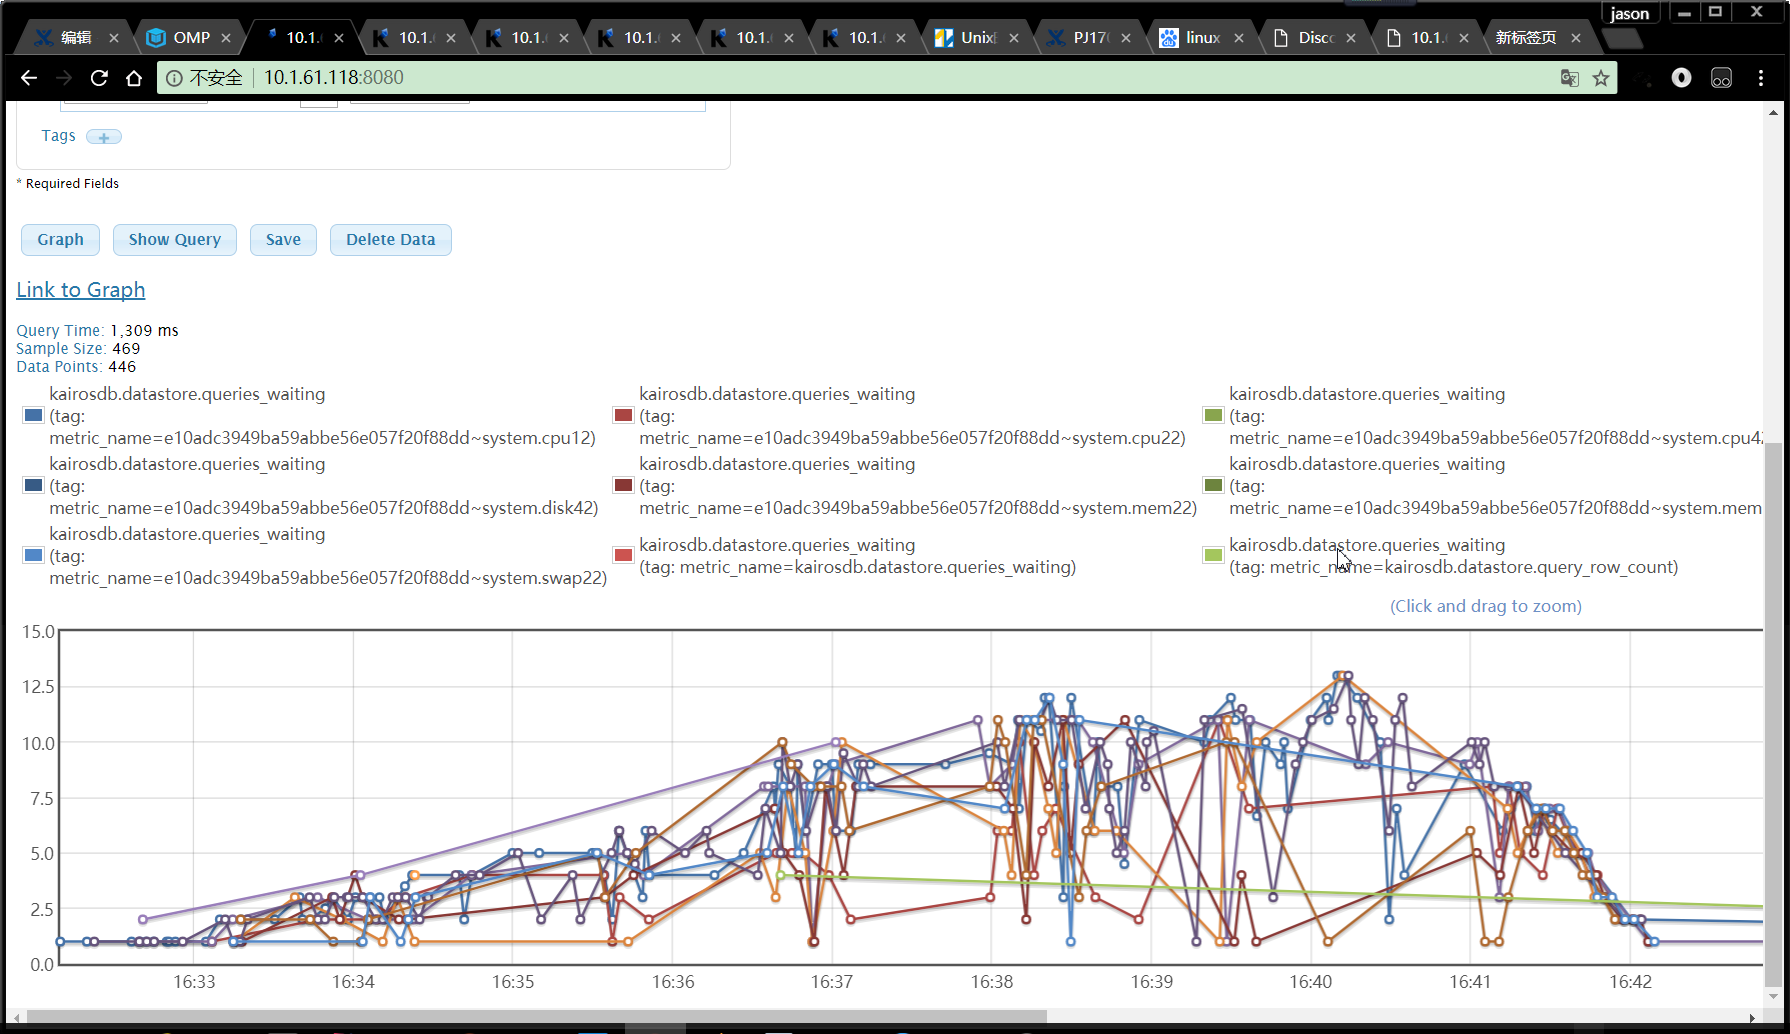 jason
编辑
OMP
10.1.
10.1.
10.1.
10.1.
10.1.
10.1.
Unix
PJ17
linux
Disc
10.1.
新标签页
不安全 10.1.61.118:8080
Tags
* Required Fields
Graph Show Query Save Delete Data
Link to Graph
Query Time: 1,309 ms
Sample Size: 469
Data Points: 446
kairosdb.datastore.queries_waiting
(tag:
metric_name=e10adc3949ba59abbe56e057f20f88dd~system.cpu12)
kairosdb.datastore.queries_waiting
(tag:
metric_name=e10adc3949ba59abbe56e057f20f88dd~system.cpu22)
kairosdb.datastore.queries_waiting
(tag:
metric_name=e10adc3949ba59abbe56e057f20f88dd~system.cpu4
kairosdb.datastore.queries_waiting
(tag:
metric_name=e10adc3949ba59abbe56e057f20f88dd~system.disk42)
kairosdb.datastore.queries_waiting
(tag:
metric_name=e10adc3949ba59abbe56e057f20f88dd~system.mem22)
kairosdb.datastore.queries_waiting
(tag:
metric_name=e10adc3949ba59abbe56e057f20f88dd~system.mem
kairosdb.datastore.queries_waiting
(tag:
metric_name=e10adc3949ba59abbe56e057f20f88dd~system.swap22)
kairosdb.datastore.queries_waiting
(tag: metric_name=kairosdb.datastore.queries_waiting)
kairosdb.datastore.queries_waiting
(tag: metric_name=kairosdb.datastore.query_row_count)
(Click and drag to zoom)
15.0
12.5
10.0
7.5
5.0
2.5
0.0
16:33 16:34 16:35 16:36 16:37 16:38 16:39 16:40 16:41 16:42